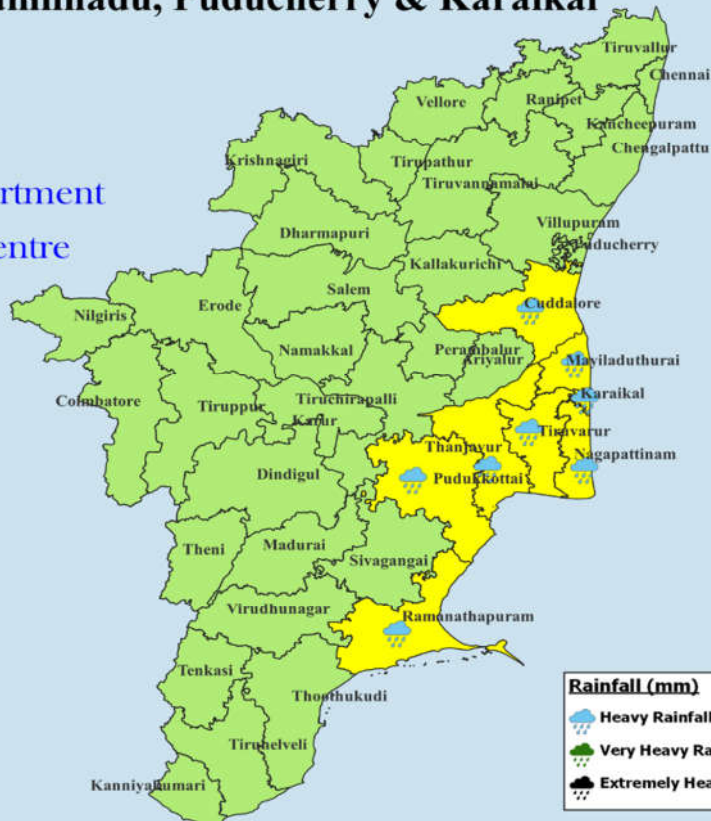 Puducherry & Karaikal
Tiruvallur
Chennai
Vellore
Ranipet
Kancheepuram
Chengalpattu
Krishnagiri
Tirupathur
Tiruvannamalai
artment
entre
Dharmapuri
Villupuram
Puducherry
Kallakurichi
Salem
Cuddalore
Nilgiris
Erode
Namakkal
Perambalur
Ariyalur
Mayiladuthurai
Karaikal
Coimbatore
Tiruppur
Tiruchirapalli
Karur
Tiruvarur
Thanjavur
Nagapattinam
Dindigul
Pudukkottai
Theni
Madurai
Sivagangai
Virudhunagar
Ramanathapuram
Tenkasi
Thoothukudi
Tirunelveli
Kanniyakumari
Rainfall (mm)
Heavy Rainfall
Very Heavy Ra
Extremely Hea